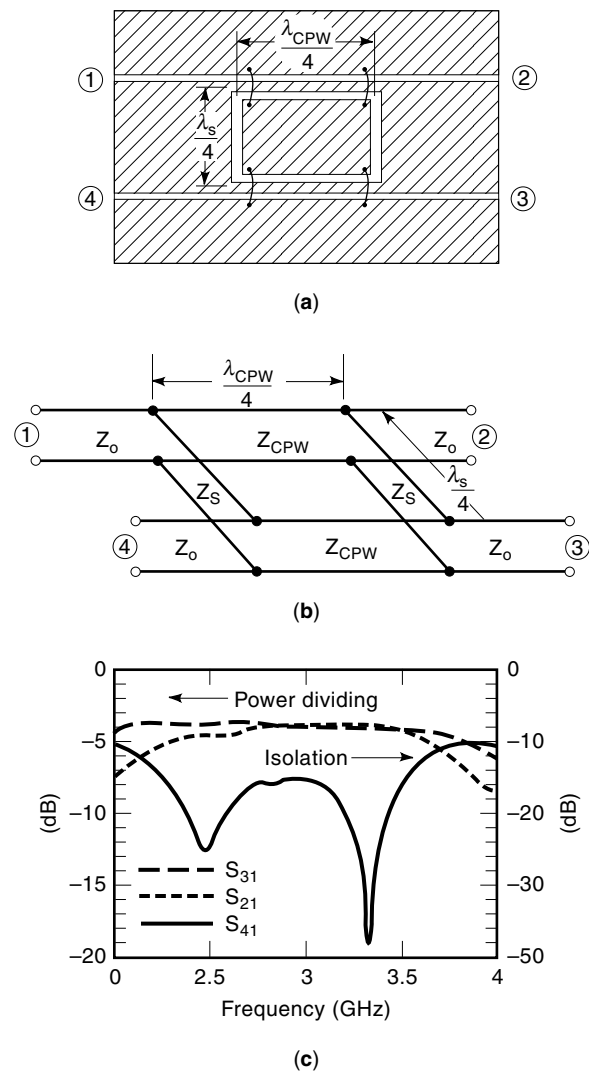 λCPW
4
①
②
λs
4
④
③
(a)
λCPW
4
①
Zo
ZCPW
Zo
②
ZS
ZS
λs
4
④
Zo
ZCPW
Zo
③
(b)
0
0
Power dividing
−5
−10
Isolation
(dB)
−10
−20
(dB)
S31
−15
−30
S21
−40
S41
−20
−50
0
2.5
3
3.5
4
Frequency (GHz)
(c)